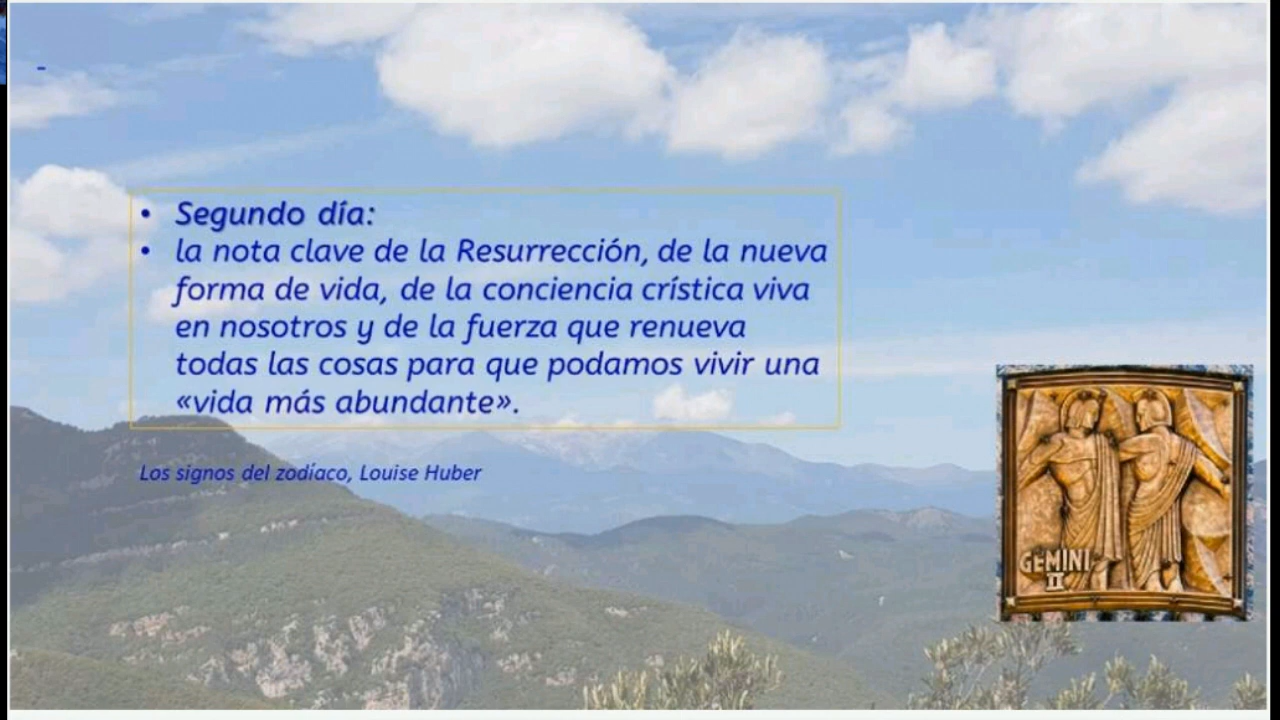 -
• Segundo día:
• la nota clave de la Resurrección, de la nueva
forma de vida, de la conciencia crística viva
en nosotros y de la fuerza que renueva
todas las cosas para que podamos vivir una
«vida más abundante».
Los signos del zodíaco, Louise Huber
GEMINI
II